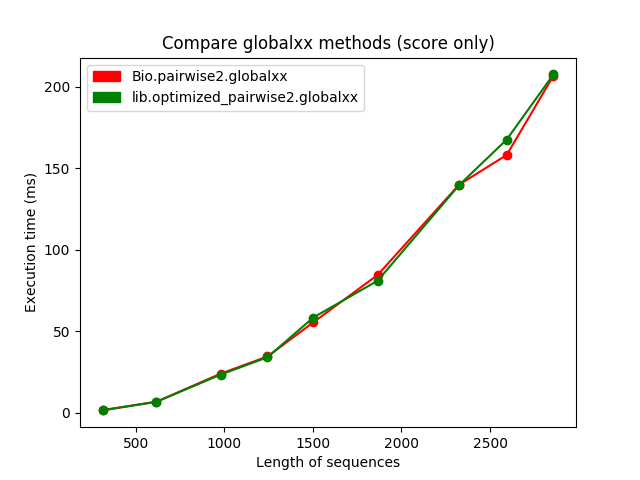 Compare globalxx methods (score only)
Bio.pairwise2.globalxx
lib.optimized_pairwise2.globalxx
200
150
100
50
0
Execution time (ms)
500 1000 1500 2000 2500
Length of sequences